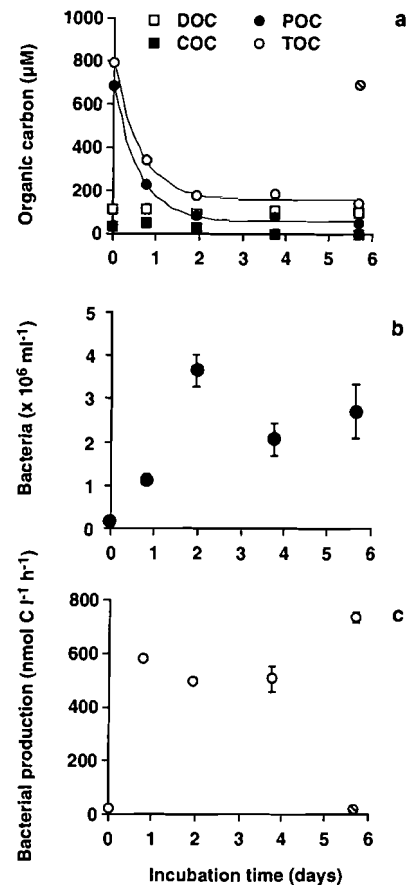 1000
800
600
400
200
0
Organic carbon (µM)
DOC POC
COC TOC
a
0 1 2 3 4 5 6
5
4
3
2
1
0
Bacteria (x 10⁶ ml⁻¹)
b
0 1 2 3 4 5 6
800
600
400
200
0
Bacterial production (nmol C l⁻¹ h⁻¹)
c
0 1 2 3 4 5 6
Incubation time (days)